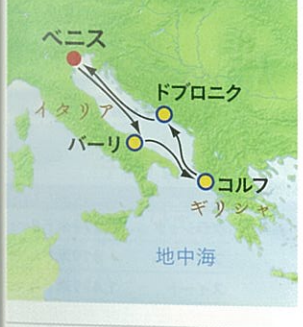 ベニス
ドブロニク
イタリア
バーリ
コルフ
ギリシャ
地中海